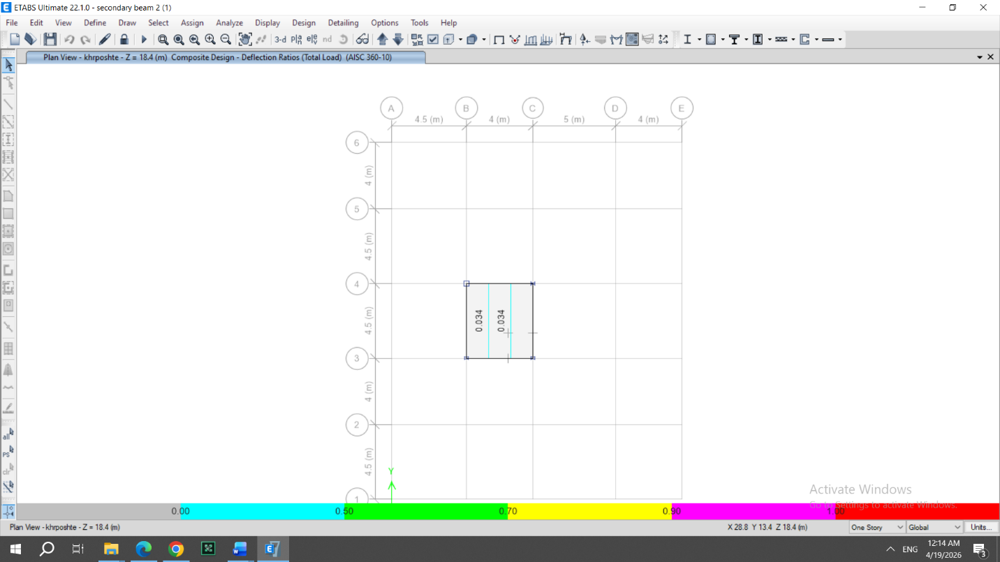 ETABS Ultimate 22.1.0 - secondary beam 2 (1)
File Edit View Define Draw Select Assign Analyze Display Design Detailing Options Tools Help
3-d nd
Plan View - khrposhte - Z = 18.4 (m) Composite Design - Deflection Ratios (Total Load) (AISC 360-10)
A B C D E
4.5 (m) 4 (m) 5 (m) 4 (m)
6
4 (m)
5
4.5 (m)
4
0.034 0.034
4.5 (m)
3
4 (m)
2
4.5 (m)
1
Y
all
PS
clr
Activate Windows
Go to Settings to activate Windows.
0.00 0.50 0.70 0.90 1.00
Plan View - khrposhte - Z = 18.4 (m)
X 28.8 Y 13.4 Z 18.4 (m)
One Story Global Units...
ENG
12:14 AM
4/19/2026
3